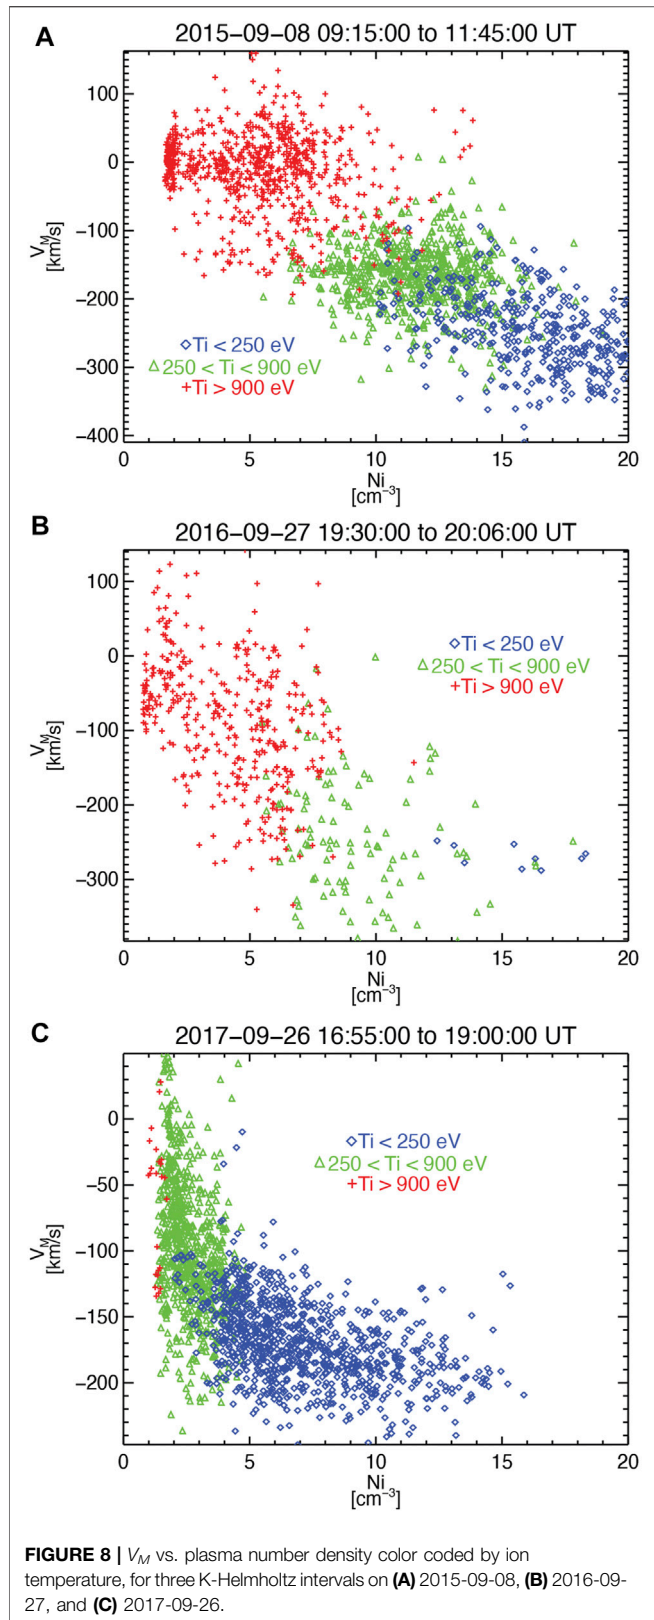 A
2015−09−08 09:15:00 to 11:45:00 UT
100
0
−100
−200
−300
−400
V_M
[km/s]
◇Ti < 250 eV
△250 < Ti < 900 eV
+Ti > 900 eV
0 5 10 15 20
Ni
[cm⁻³]
B
2016−09−27 19:30:00 to 20:06:00 UT
100
0
−100
−200
−300
V_M
[km/s]
◇Ti < 250 eV
△250 < Ti < 900 eV
+Ti > 900 eV
0 5 10 15 20
Ni
[cm⁻³]
C
2017−09−26 16:55:00 to 19:00:00 UT
0
−50
−100
−150
−200
V_M
[km/s]
◇Ti < 250 eV
△250 < Ti < 900 eV
+Ti > 900 eV
0 5 10 15 20
Ni
[cm⁻³]
FIGURE 8 | V_M vs. plasma number density color coded by ion
temperature, for three K-Helmholtz intervals on (A) 2015-09-08, (B) 2016-09-
27, and (C) 2017-09-26.